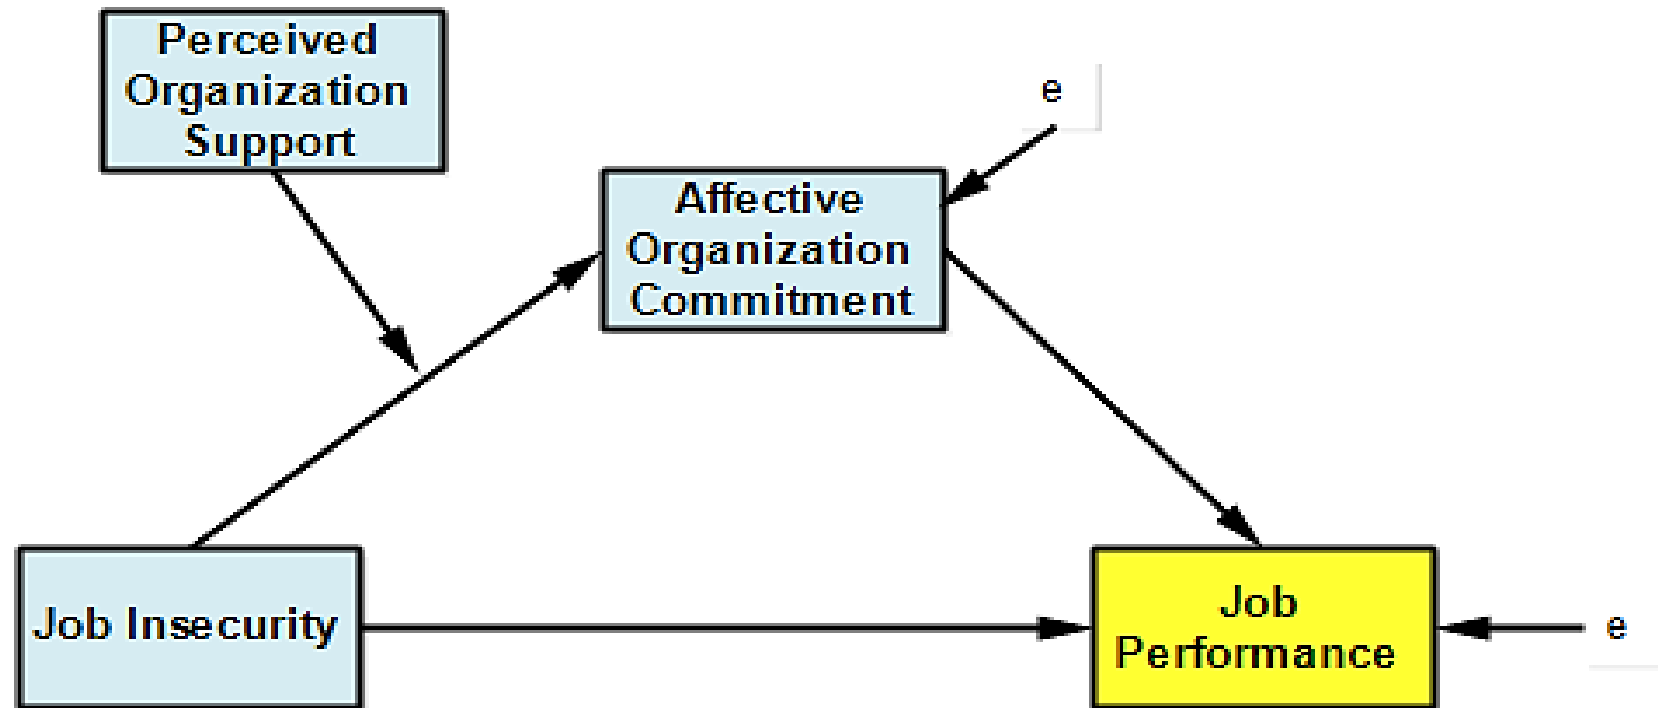 Perceived
Organization
Support
e
Affective
Organization
Commitment
Job Insecurity
Job
Performance
e